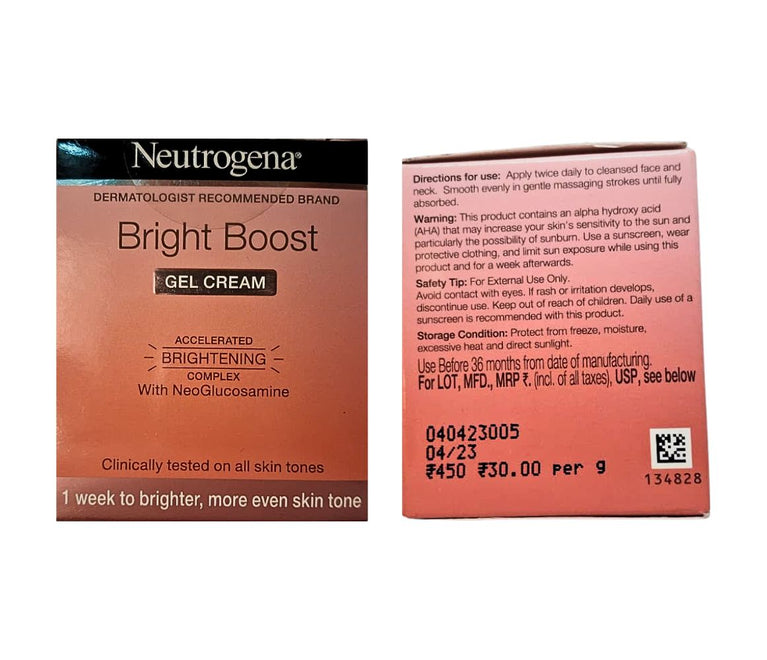 Neutrogena®
DERMATOLOGIST RECOMMENDED BRAND
Bright Boost
GEL CREAM
ACCELERATED
BRIGHTENING
COMPLEX
With NeoGlucosamine
Clinically tested on all skin tones
1 week to brighter, more even skin tone
Directions for use: Apply twice daily to cleansed face and
neck. Smooth evenly in gentle massaging strokes until fully
absorbed.
Warning: This product contains an alpha hydroxy acid
(AHA) that may increase your skin's sensitivity to the sun and
particularly the possibility of sunburn. Use a sunscreen, wear
protective clothing, and limit sun exposure while using this
product and for a week afterwards.
Safety Tip: For External Use Only.
Avoid contact with eyes. If rash or irritation develops,
discontinue use. Keep out of reach of children. Daily use of a
sunscreen is recommended with this product.
Storage Condition: Protect from freeze, moisture,
excessive heat and direct sunlight.
Use Before 36 months from date of manufacturing.
For LOT, MFD., MRP ₹. (incl. of all taxes), USP, see below
040423005
04/23
₹450 ₹30.00 per g
134828